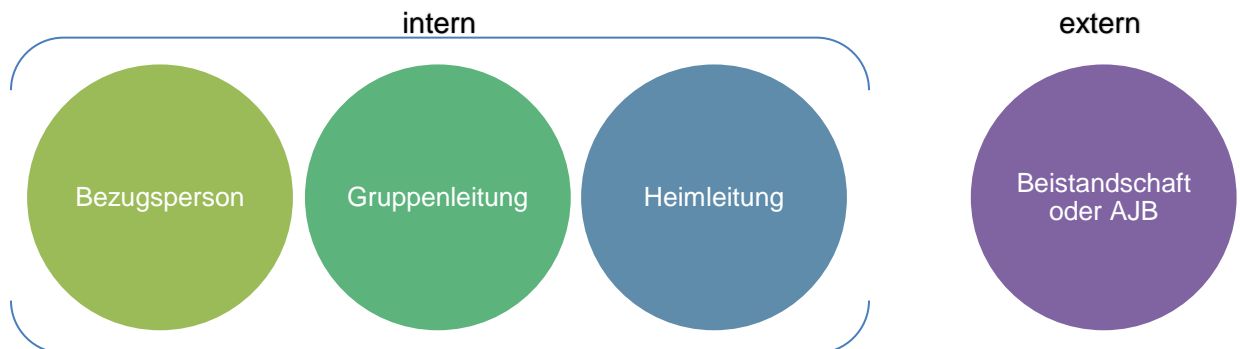 intern
extern
Bezugsperson
Gruppenleitung
Heimleitung
Beistandschaft
oder AJB